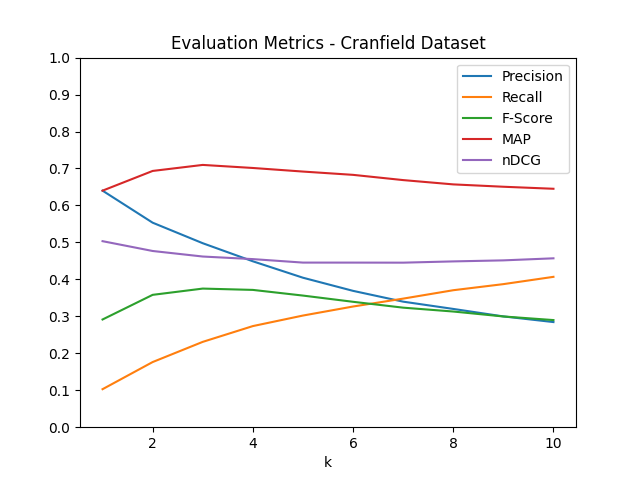 Evaluation Metrics - Cranfield Dataset
1.0
0.9
0.8
0.7
0.6
0.5
0.4
0.3
0.2
0.1
0.0
Precision
Recall
F-Score
MAP
nDCG
2 4 6 8 10
k